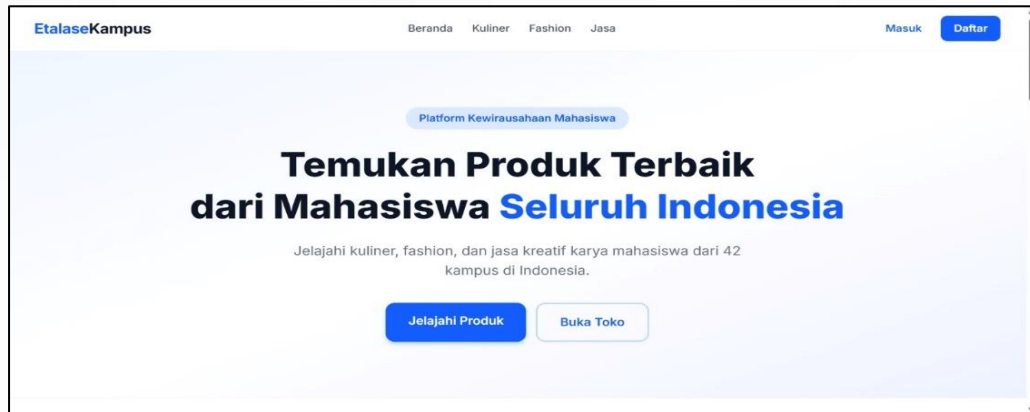 EtalaseKampus
Beranda Kuliner Fashion Jasa
Masuk Daftar
Platform Kewirausahaan Mahasiswa
Temukan Produk Terbaik
dari Mahasiswa Seluruh Indonesia
Jelajahi kuliner, fashion, dan jasa kreatif karya mahasiswa dari 42
kampus di Indonesia.
Jelajahi Produk Buka Toko